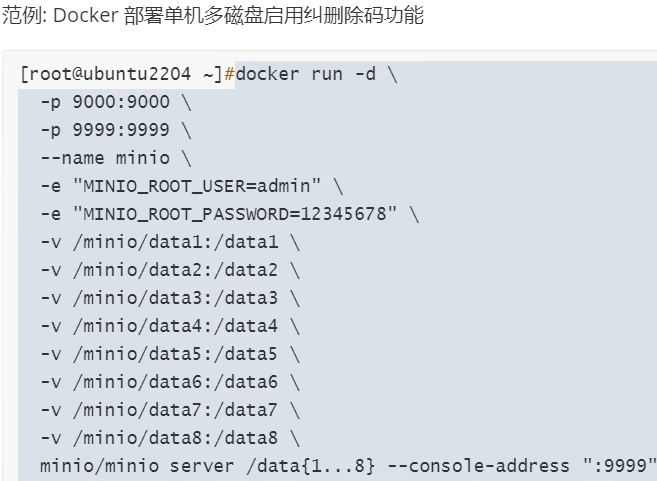 范例: Docker 部署单机多磁盘启用纠删除码功能
[root@ubuntu2204 ~]#docker run -d \
-p 9000:9000 \
-p 9999:9999 \
--name minio \
-e "MINIO_ROOT_USER=admin" \
-e "MINIO_ROOT_PASSWORD=12345678" \
-v /minio/data1:/data1 \
-v /minio/data2:/data2 \
-v /minio/data3:/data3 \
-v /minio/data4:/data4 \
-v /minio/data5:/data5 \
-v /minio/data6:/data6 \
-v /minio/data7:/data7 \
-v /minio/data8:/data8 \
minio/minio server /data{1...8} --console-address ":9999"